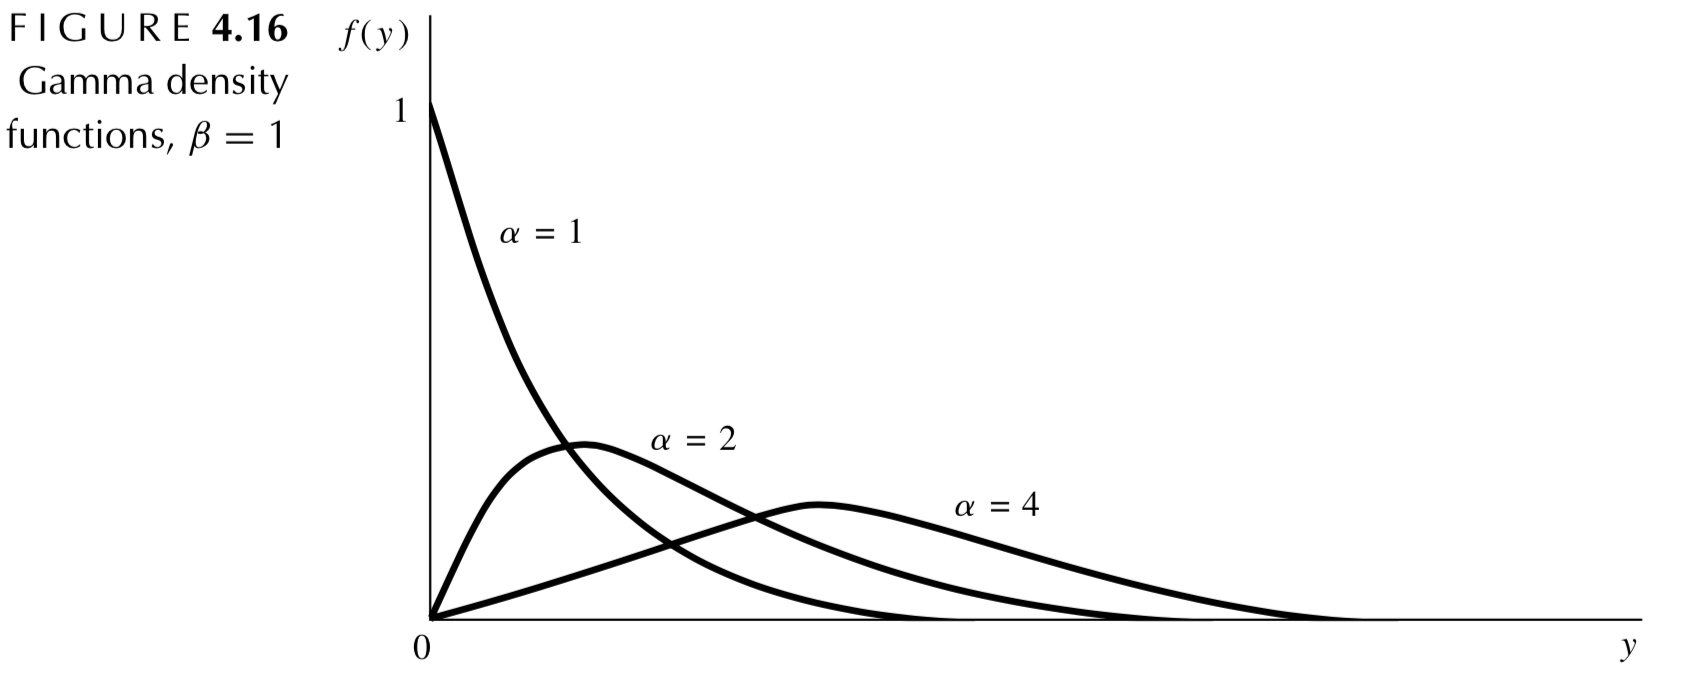 FIGURE 4.16
Gamma density
functions, β = 1
f(y)
1
α = 1
α = 2
α = 4
0
y